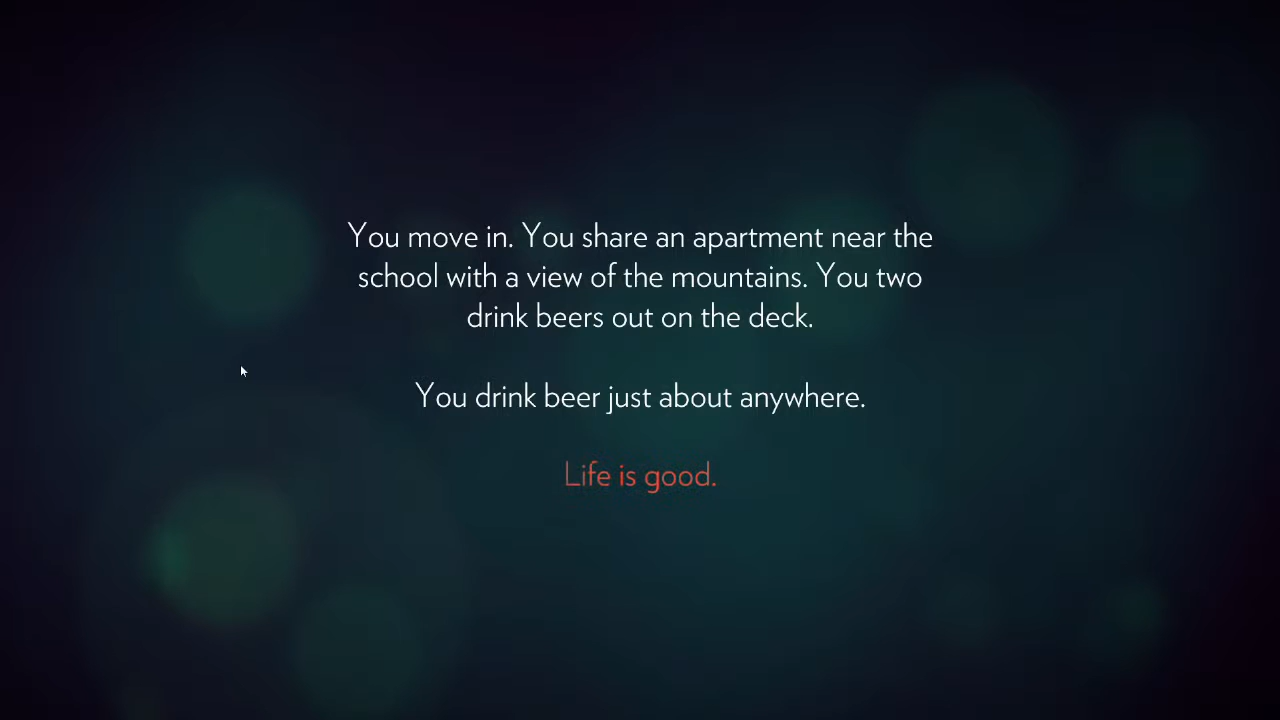 You move in. You share an apartment near the
school with a view of the mountains. You two
drink beers out on the deck.
You drink beer just about anywhere.
Life is good.